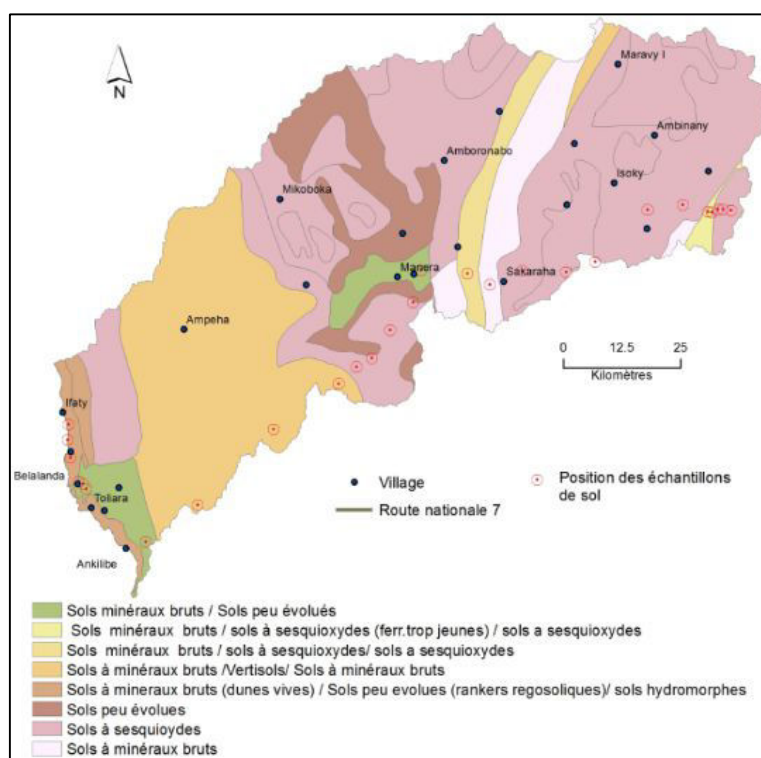 Maravy I
N
Ambinany
Amboronabo
Isoky
Mikoboka
Manera
Sakaraha
Ampeha
0 12.5 25
Kilomètres
Ifaty
Belalanda
Toliara
Ankilibe
Village
Position des échantillons
de sol
Route nationale 7
Sols minéraux bruts / Sols peu évolués
Sols minéraux bruts / sols à sesquioxydes (ferr.trop jeunes) / sols a sesquioxydes
Sols minéraux bruts / sols à sesquioxydes/ sols a sesquioxydes
Sols à minéraux bruts /Vertisols/ Sols à minéraux bruts
Sols à mineraux bruts (dunes vives) / Sols peu evolues (rankers regosoliques)/ sols hydromorphes
Sols peu évolues
Sols à sesquioydes
Sols à minéraux bruts